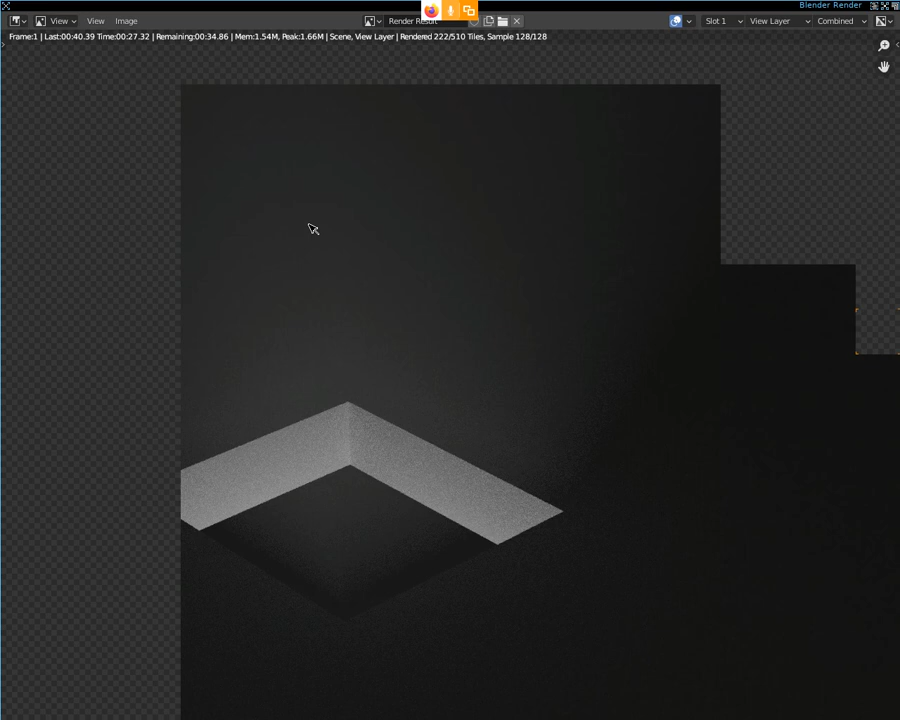 Blender Render
View
View
Image
Render Result
Slot 1
View Layer
Combined
Frame:1 | Last:00:40.39 Time:00:27.32 | Remaining:00:34.86 | Mem:1.54M, Peak:1.66M | Scene, View Layer | Rendered 222/510 Tiles, Sample 128/128